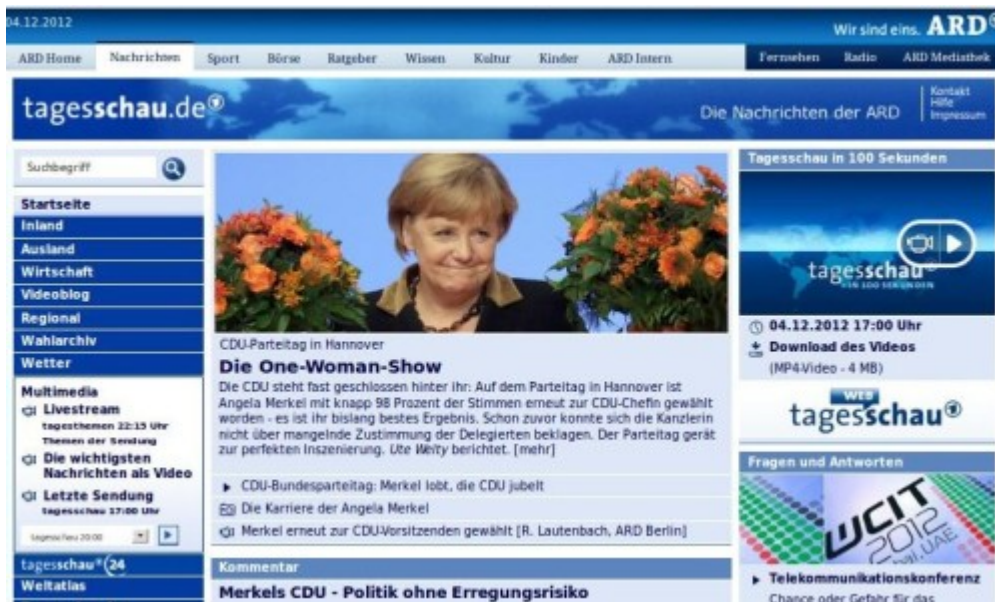 04.12.2012
Wir sind eins. ARD
ARD Home Nachrichten Sport Börse Ratgeber Wissen Kultur Kinder ARD Intern Fernsehen Radio ARD Mediathek
tagesschau.de
Die Nachrichten der ARD
Kontakt
Hilfe
Impressum
Suchbegriff
Startseite
Inland
Ausland
Wirtschaft
Videoblog
Regional
Wahlarchiv
Wetter
Multimedia
Livestream
tagesthemen 22:15 Uhr
Themen der Sendung
Die wichtigsten
Nachrichten als Video
Letzte Sendung
tagesschau 17:00 Uhr
tagesschau 20:00
tagesschau 24
Weltatlas
CDU-Parteitag in Hannover
Die One-Woman-Show
Die CDU steht fast geschlossen hinter ihr: Auf dem Parteitag in Hannover ist
Angela Merkel mit knapp 98 Prozent der Stimmen erneut zur CDU-Chefin gewählt
worden - es ist ihr bislang bestes Ergebnis. Schon zuvor konnte sich die Kanzlerin
nicht über mangelnde Zustimmung der Delegierten beklagen. Der Parteitag gerät
zur perfekten Inszenierung. Ute Welty berichtet. [mehr]
CDU-Bundesparteitag: Merkel lobt, die CDU jubelt
Die Karriere der Angela Merkel
Merkel erneut zur CDU-Vorsitzenden gewählt [R. Lautenbach, ARD Berlin]
Kommentar
Merkels CDU - Politik ohne Erregungsrisiko
Tagesschau in 100 Sekunden
tagesschau
IN 100 SEKUNDEN
04.12.2012 17:00 Uhr
Download des Videos
(MP4-Video - 4 MB)
WEB
tagesschau
Fragen und Antworten
WCIT
2012
bai, UAE
Telekommunikationskonferenz
Chance oder Gefahr für das